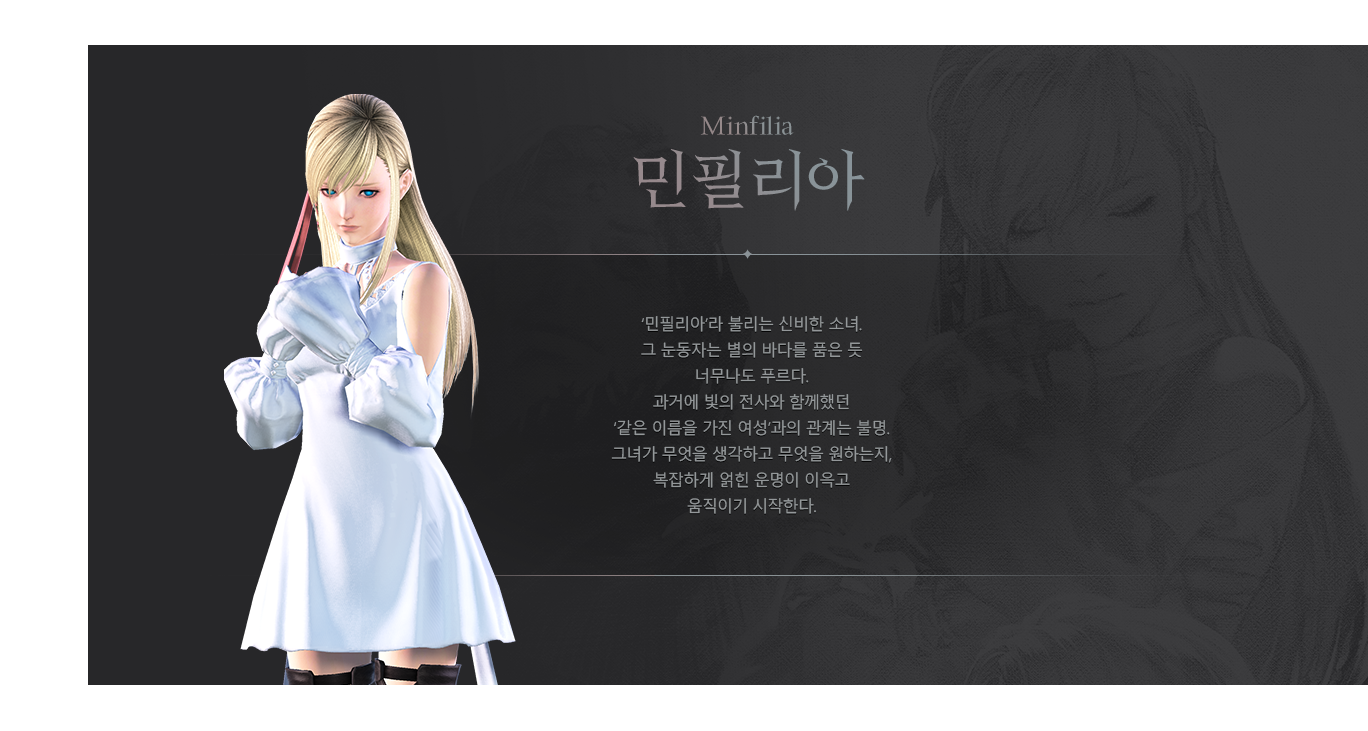 Minfilia
민필리아
‘민필리아’라 불리는 신비한 소녀.
그 눈동자는 별의 바다를 품은 듯
너무나도 푸르다.
과거에 빛의 전사와 함께했던
‘같은 이름을 가진 여성’과의 관계는 불명.
그녀가 무엇을 생각하고 무엇을 원하는지,
복잡하게 얽힌 운명이 이윽고
움직이기 시작한다.